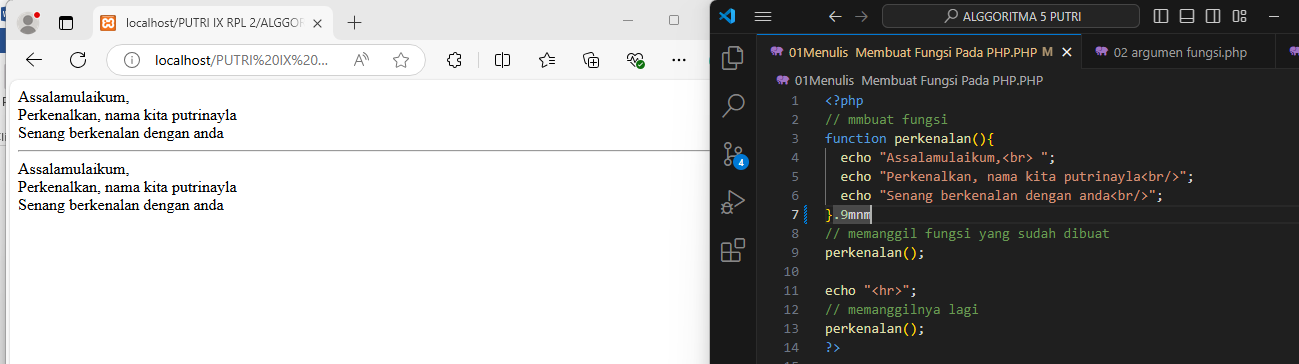 localhost/PUTRI IX RPL 2/ALGGOR
localhost/PUTRI%20IX%20...
Assalamulaikum,
Perkenalkan, nama kita putrinayla
Senang berkenalan dengan anda
Assalamulaikum,
Perkenalkan, nama kita putrinayla
Senang berkenalan dengan anda
ALGGORITMA 5 PUTRI
01Menulis Membuat Fungsi Pada PHP.PHP M
02 argumen fungsi.php
01Menulis Membuat Fungsi Pada PHP.PHP
1 <?php
2 // mmbuat fungsi
3 function perkenalan(){
4 echo "Assalamulaikum,<br> ";
5 echo "Perkenalkan, nama kita putrinayla<br/>";
6 echo "Senang berkenalan dengan anda<br/>";
7 }.9mnm
8 // memanggil fungsi yang sudah dibuat
9 perkenalan();
10
11 echo "<hr>";
12 // memanggilnya lagi
13 perkenalan();
14 ?>
4